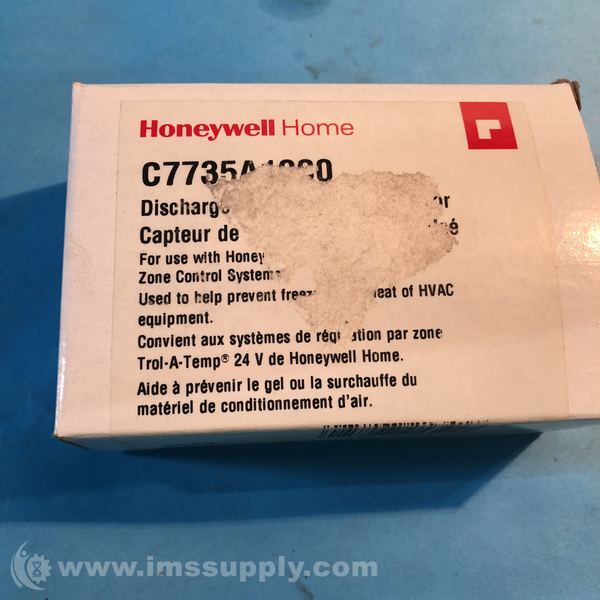 Honeywell Home
C7735A1000
Discharge
Capteur de
For use with Honey
Zone Control System
Used to help prevent freez eat of HVAC
equipment.
Convient aux systèmes de régulation par zone
Trol-A-Temp® 24 V de Honeywell Home.
Aide à prévenir le gel ou la surchauffe du
matériel de conditionnement d'air.
www.imssupply.com